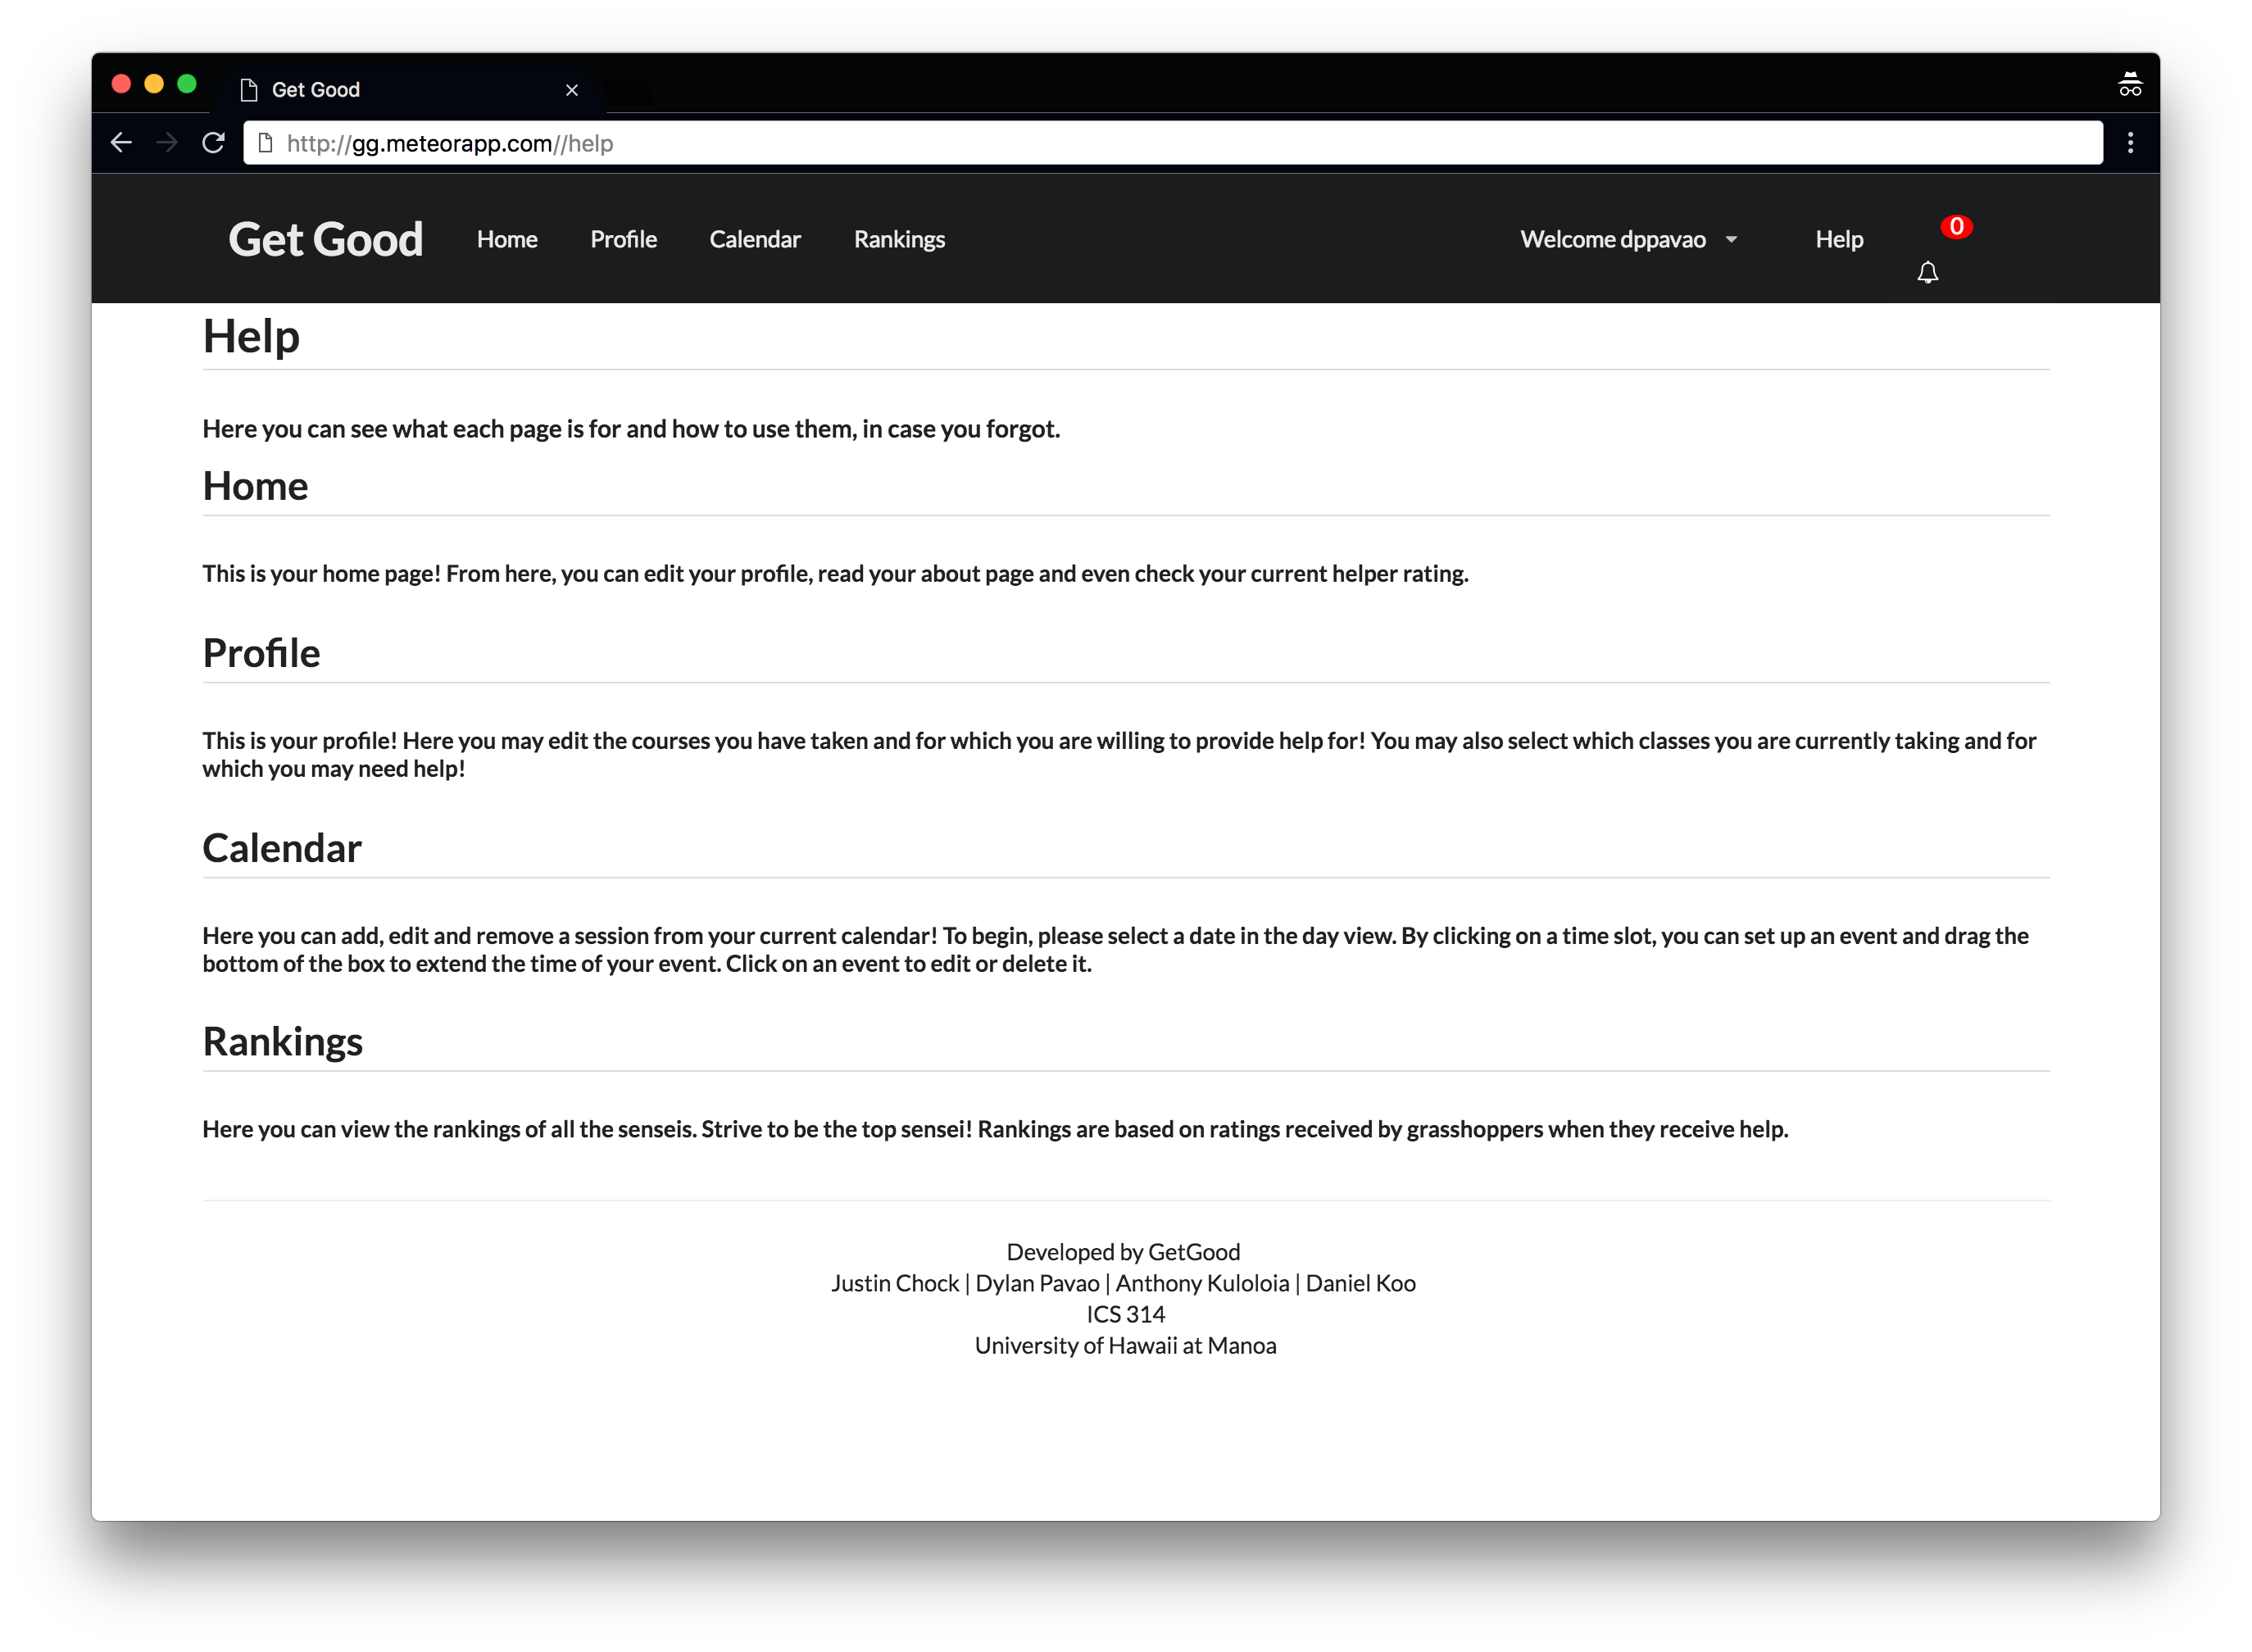 Get Good
http://gg.meteorapp.com//help
Get Good Home Profile Calendar Rankings Welcome dppavao Help 0
Help
Here you can see what each page is for and how to use them, in case you forgot.
Home
This is your home page! From here, you can edit your profile, read your about page and even check your current helper rating.
Profile
This is your profile! Here you may edit the courses you have taken and for which you are willing to provide help for! You may also select which classes you are currently taking and for
which you may need help!
Calendar
Here you can add, edit and remove a session from your current calendar! To begin, please select a date in the day view. By clicking on a time slot, you can set up an event and drag the
bottom of the box to extend the time of your event. Click on an event to edit or delete it.
Rankings
Here you can view the rankings of all the senseis. Strive to be the top sensei! Rankings are based on ratings received by grasshoppers when they receive help.
Developed by GetGood
Justin Chock | Dylan Pavao | Anthony Kuloloia | Daniel Koo
ICS 314
University of Hawaii at Manoa